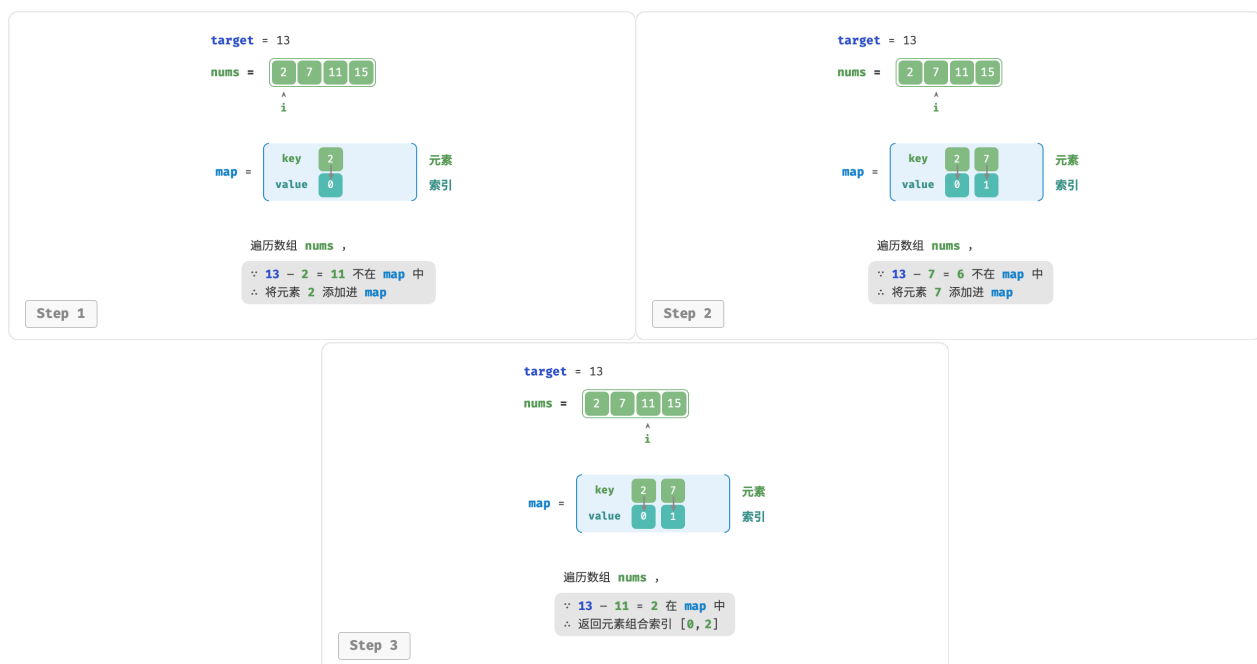 target = 13
nums = 2 7 11 15
i
key 2 元素
map =
value 0 索引
遍历数组 nums ，
∵ 13 − 2 = 11 不在 map 中
∴ 将元素 2 添加进 map
Step 1
target = 13
nums = 2 7 11 15
i
key 2 7 元素
map =
value 0 1 索引
遍历数组 nums ，
∵ 13 − 7 = 6 不在 map 中
∴ 将元素 7 添加进 map
Step 2
target = 13
nums = 2 7 11 15
i
key 2 7 元素
map =
value 0 1 索引
遍历数组 nums ，
∵ 13 − 11 = 2 在 map 中
∴ 返回元素组合索引 [0, 2]
Step 3